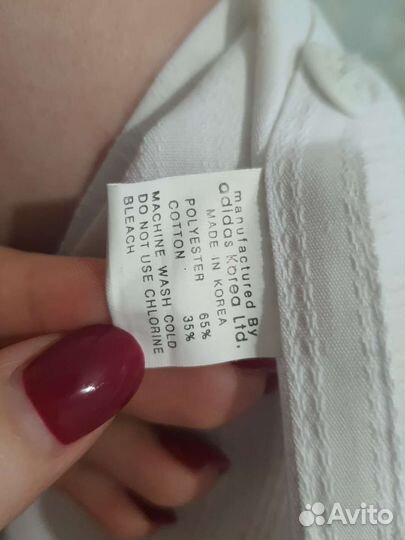 manufactured By
adidas Korea Ltd.
MADE IN KOREA
POLYESTER 65%
COTTON 35%
MACHINE WASH COLD
DO NOT USE CHLORINE
BLEACH
Avito